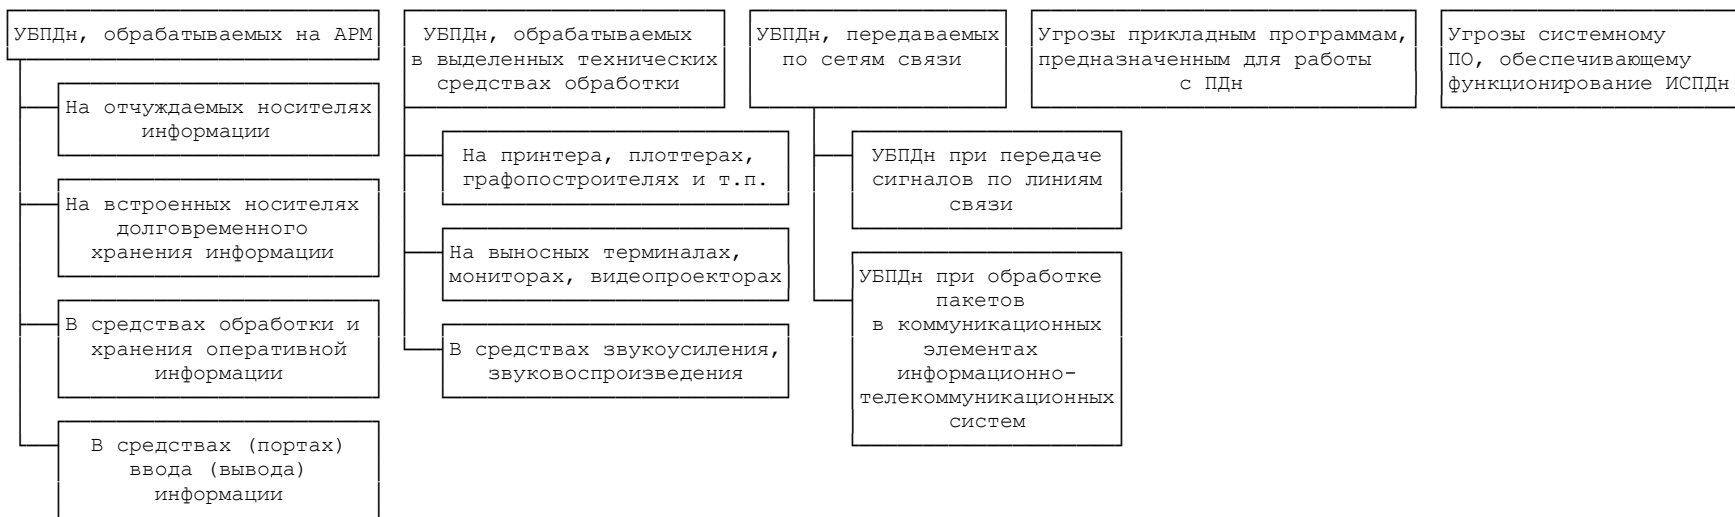 УБПДн, обрабатываемых на АРМ
На отчуждаемых носителях
информации
На встроенных носителях
долговременного
хранения информации
В средствах обработки и
хранения оперативной
информации
В средствах (портах)
ввода (вывода)
информации
УБПДн, обрабатываемых
в выделенных технических
средствах обработки
На принтера, плоттерах,
графопостроителях и т.п.
На выносных терминалах,
мониторах, видеопроекторах
В средствах звукоусиления,
звуковоспроизведения
УБПДн, передаваемых
по сетям связи
УБПДн при передаче
сигналов по линиям
связи
УБПДн при обработке
пакетов
в коммуникационных
элементах
информационно-
телекоммуникационных
систем
Угрозы прикладным программам,
предназначенным для работы
с ПДн
Угрозы системному
ПО, обеспечивающему
функционирование ИСПДн